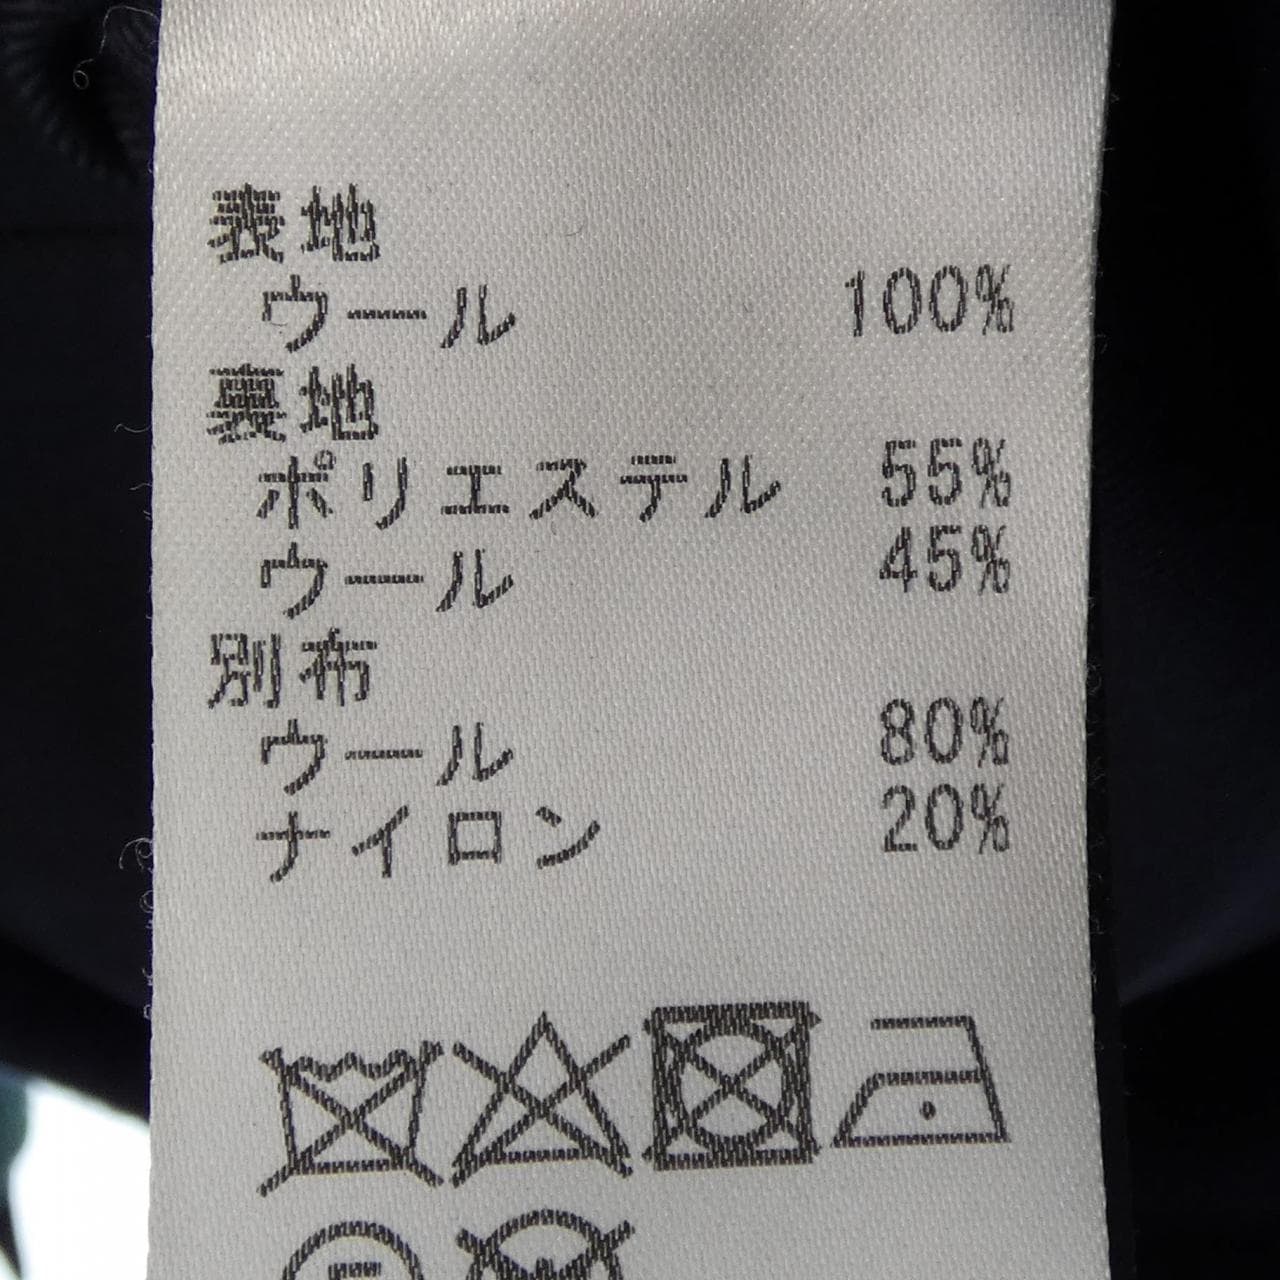 表地
ウール 100%
裏地
ポリエステル 55%
ウール 45%
別布
ウール 80%
ナイロン 20%